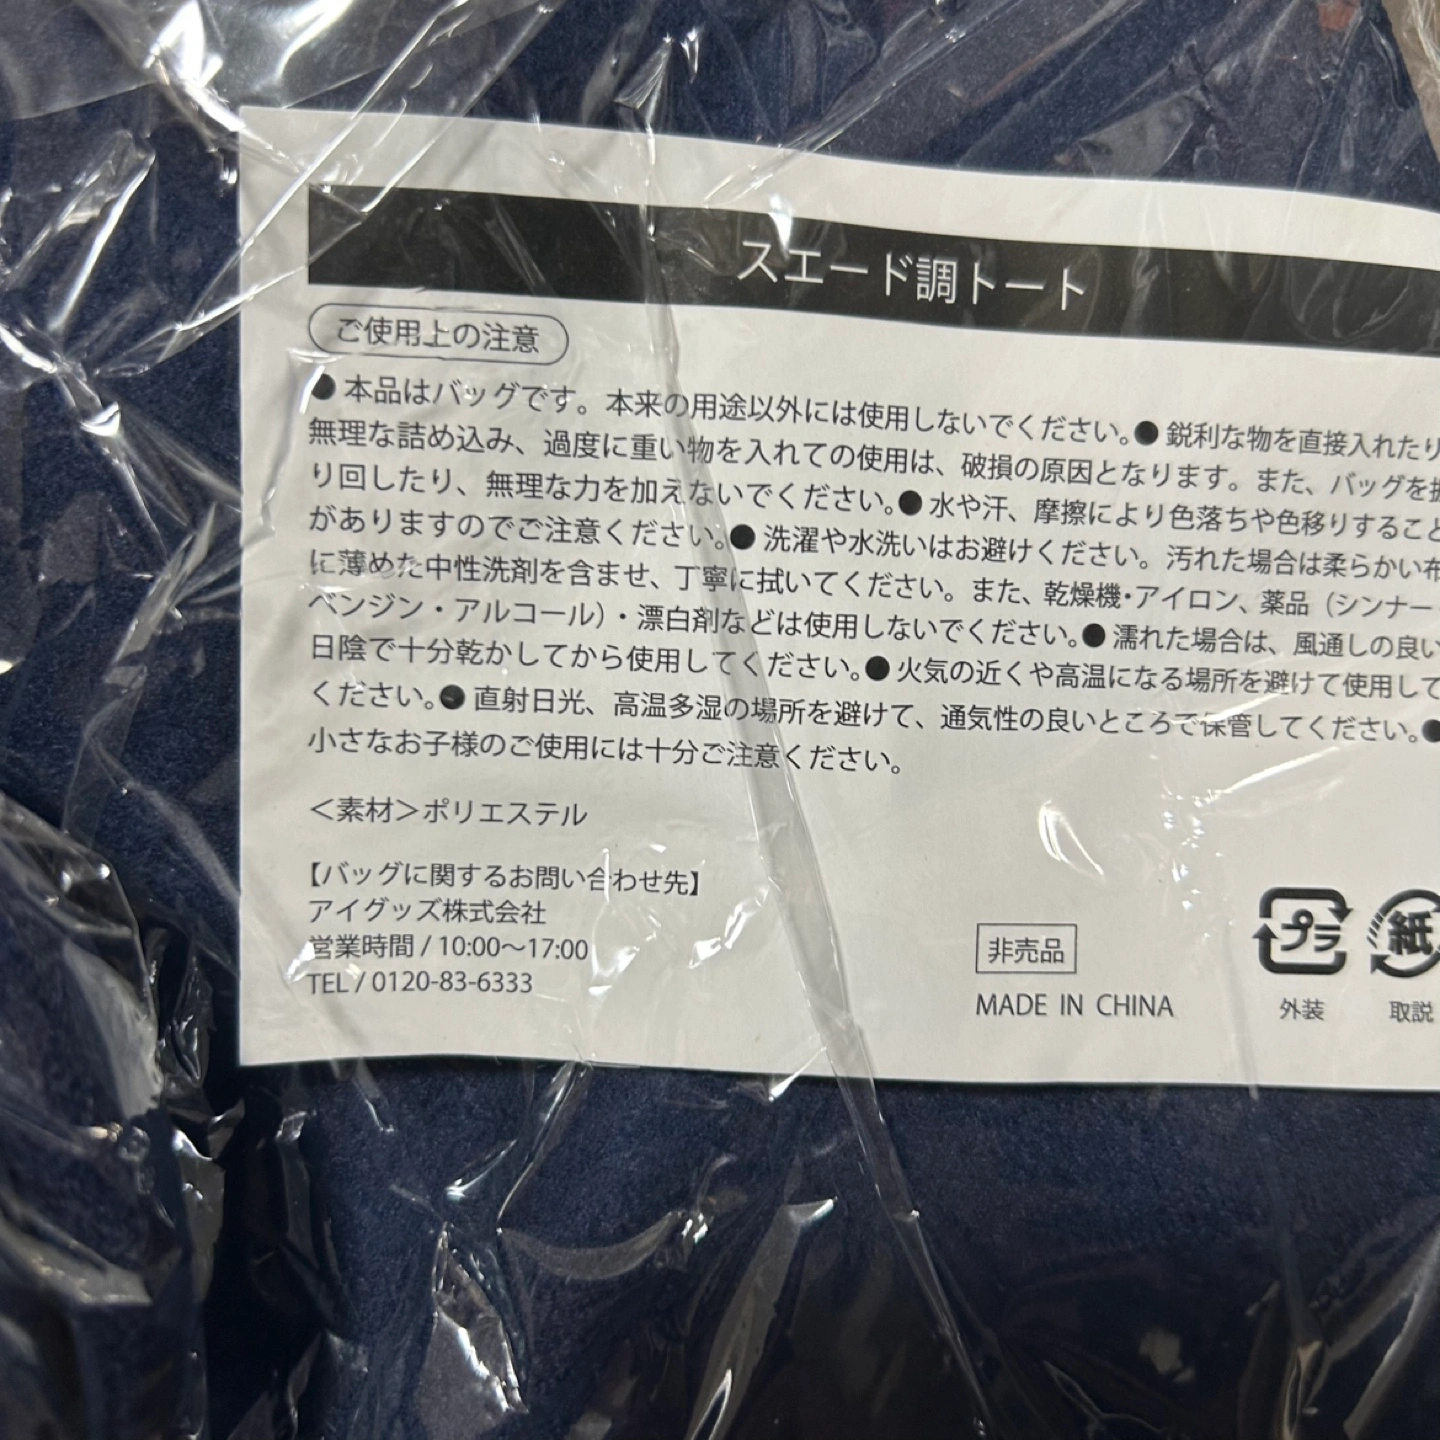 スエード調トート
ご使用上の注意
●本品はバッグです。本来の用途以外には使用しないでください。●鋭利な物を直接入れたり
無理な詰め込み、過度に重い物を入れての使用は、破損の原因となります。また、バッグを振
り回したり、無理な力を加えないでください。●水や汗、摩擦により色落ちや色移りすること
がありますのでご注意ください。●洗濯や水洗いはお避けください。汚れた場合は柔らかい布
に薄めた中性洗剤を含ませ、丁寧に拭いてください。また、乾燥機・アイロン、薬品（シンナー・
ベンジン・アルコール）・漂白剤などは使用しないでください。●濡れた場合は、風通しの良い
日陰で十分乾かしてから使用してください。●火気の近くや高温になる場所を避けて使用して
ください。●直射日光、高温多湿の場所を避けて、通気性の良いところで保管してください。●
小さなお子様のご使用には十分ご注意ください。
＜素材＞ポリエステル
【バッグに関するお問い合わせ先】
アイグッズ株式会社
営業時間 / 10:00〜17:00
TEL / 0120-83-6333
非売品
MADE IN CHINA
プラ
外装
紙
取説